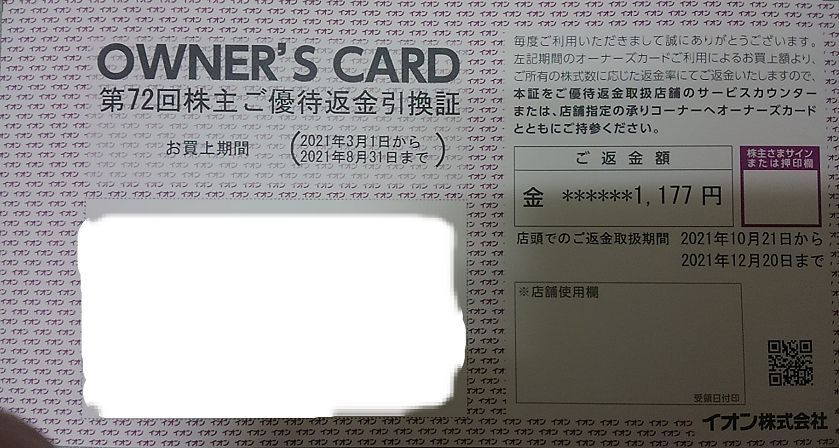 OWNER'S CARD
第72回株主ご優待返金引換証
お買上期間
(2021年3月1日から
2021年8月31日まで)
毎度ご利用いただきまして誠にありがとうございます。
左記期間のオーナーズカードご利用によるお買上額より、
ご所有の株式数に応じた返金率にてご返金いたしますので、
本証をご優待返金取扱店舗のサービスカウンター
または、店舗指定の承りコーナーへオーナーズカード
とともにご持参ください。
ご返金額
金 ******1,177 円
株主さまサイン
または押印欄
店頭でのご返金取扱期間 2021年10月21日から
2021年12月20日まで
※店舗使用欄
受領日付印
イオン株式会社